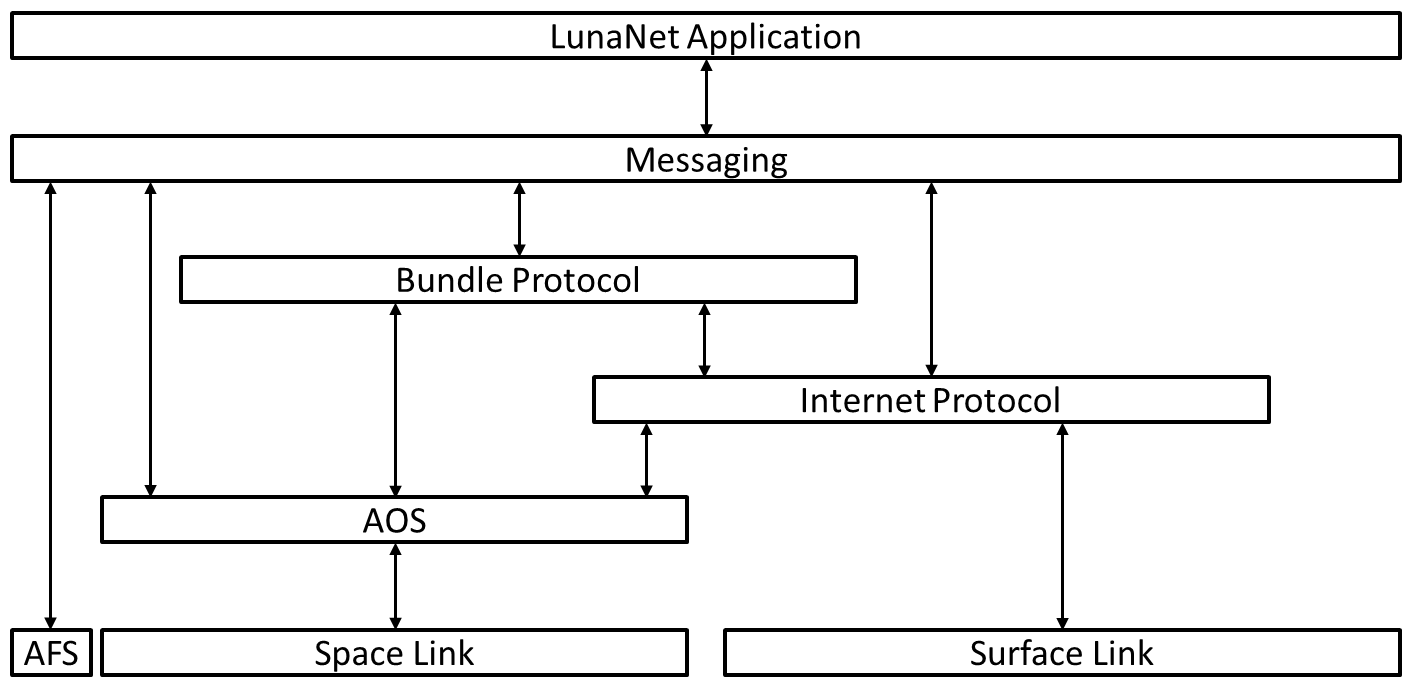 LunaNet Application
Messaging
Bundle Protocol
Internet Protocol
AOS
AFS
Space Link
Surface Link